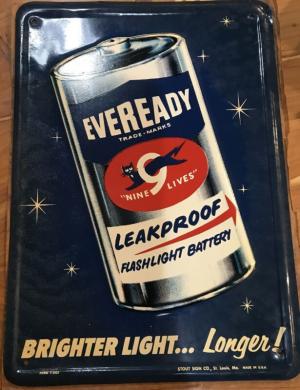 EVEREADY
TRADE-MARKS
9
"NINE LIVES"
LEAKPROOF
FLASHLIGHT BATTERY
BRIGHTER LIGHT... Longer!
STOUT SIGN CO., St. Louis, Mo. MADE IN U.S.A.